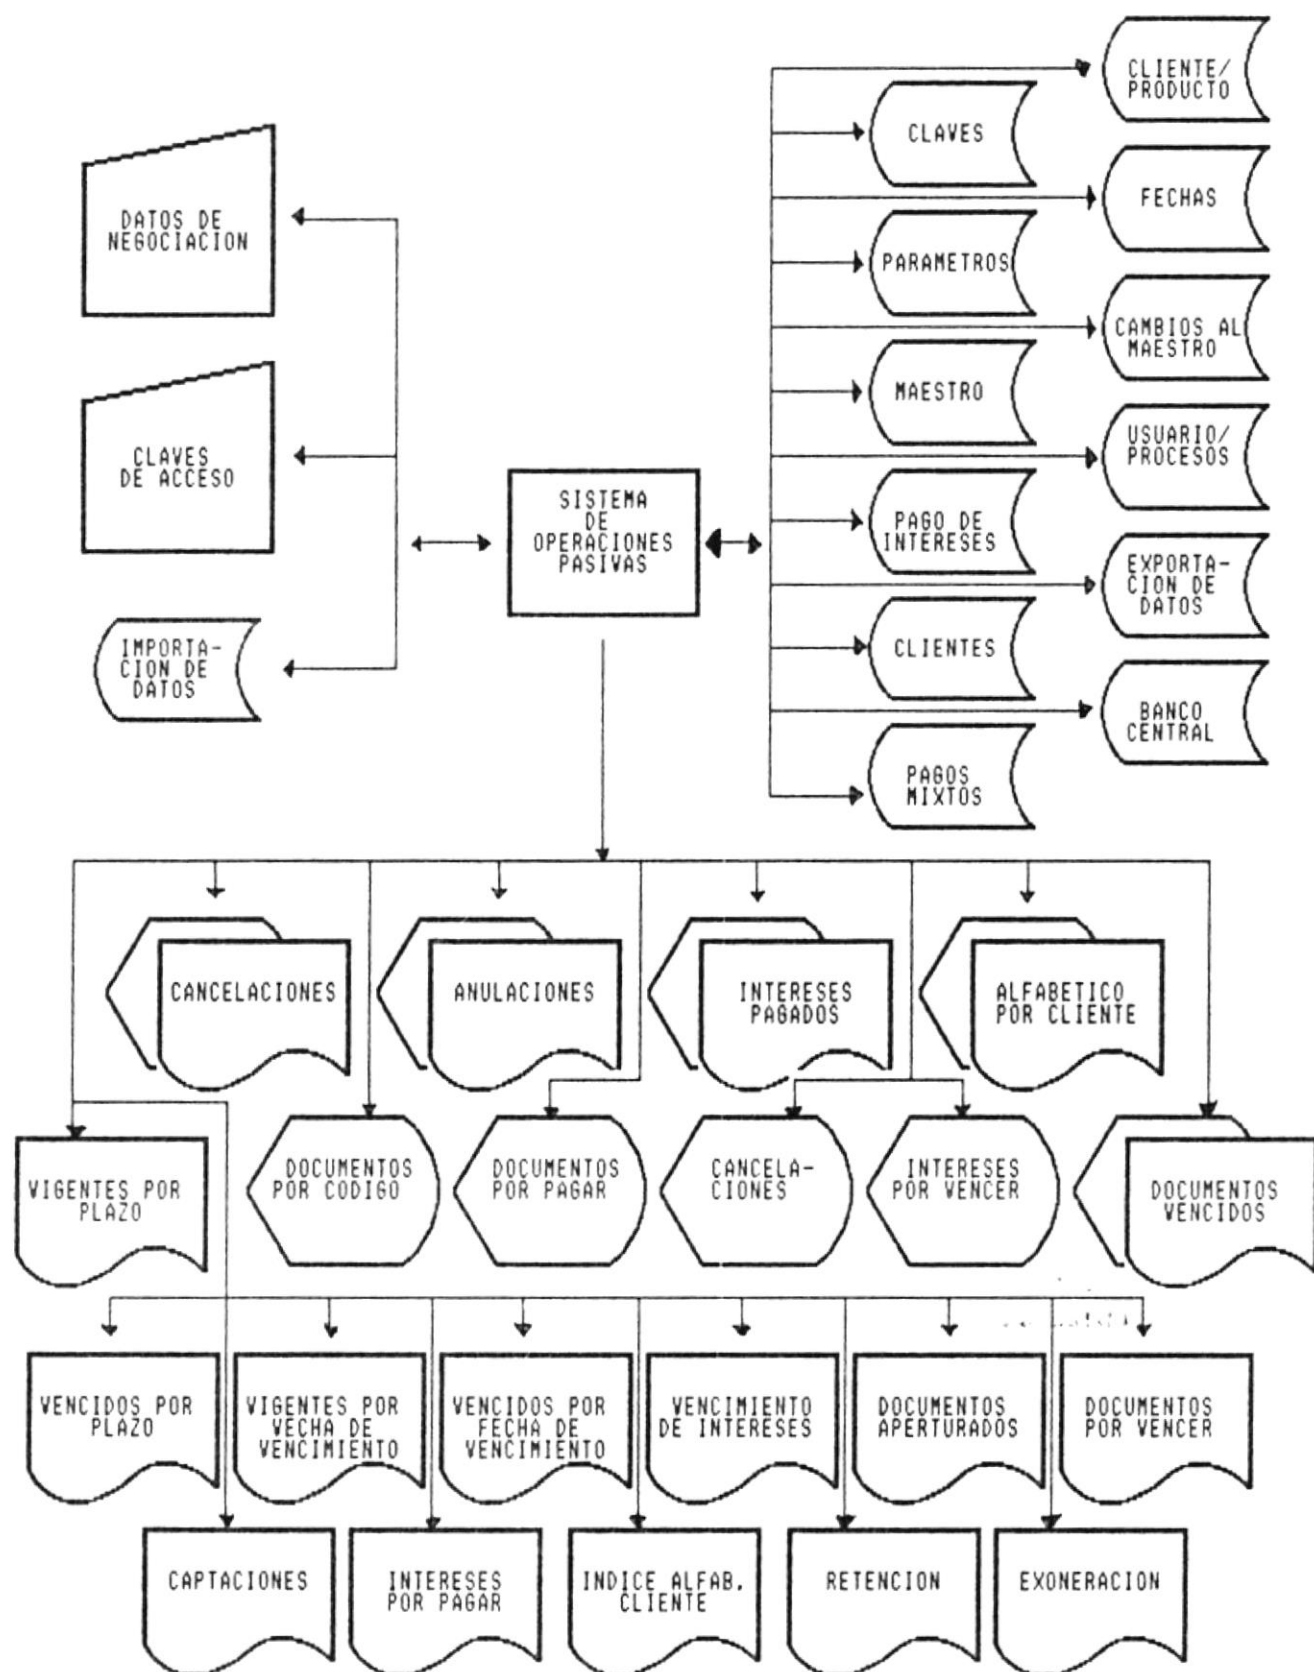 CLIENTE/
PRODUCTO
CLAVES
DATOS DE
NEGOCIACION
FECHAS
PARAMETROS
CAMBIOS AL
MAESTRO
MAESTRO
CLAVES
DE ACCESO
USUARIO/
PROCESOS
SISTEMA
DE
OPERACIONES
PASIVAS
PAGO DE
INTERESES
EXPORTA-
CION DE
DATOS
IMPORTA-
CION DE
DATOS
CLIENTES
BANCO
CENTRAL
PAGOS
MIXTOS
CANCELACIONES
ANULACIONES
INTERESES
PAGADOS
ALFABETICO
POR CLIENTE
VIGENTES POR
PLAZO
DOCUMENTOS
POR CODIGO
DOCUMENTOS
POR PAGAR
CANCELA-
CIONES
INTERESES
POR VENCER
DOCUMENTOS
VENCIDOS
VENCIDOS POR
PLAZO
VIGENTES POR
VECHA DE
VENCIMIENTO
VENCIDOS POR
FECHA DE
VENCIMIENTO
VENCIMIENTO
DE INTERESES
DOCUMENTOS
APERTURADOS
DOCUMENTOS
POR VENCER
CAPTACIONES
INTERESES
POR PAGAR
INDICE ALFAB.
CLIENTE
RETENCION
EXONERACION